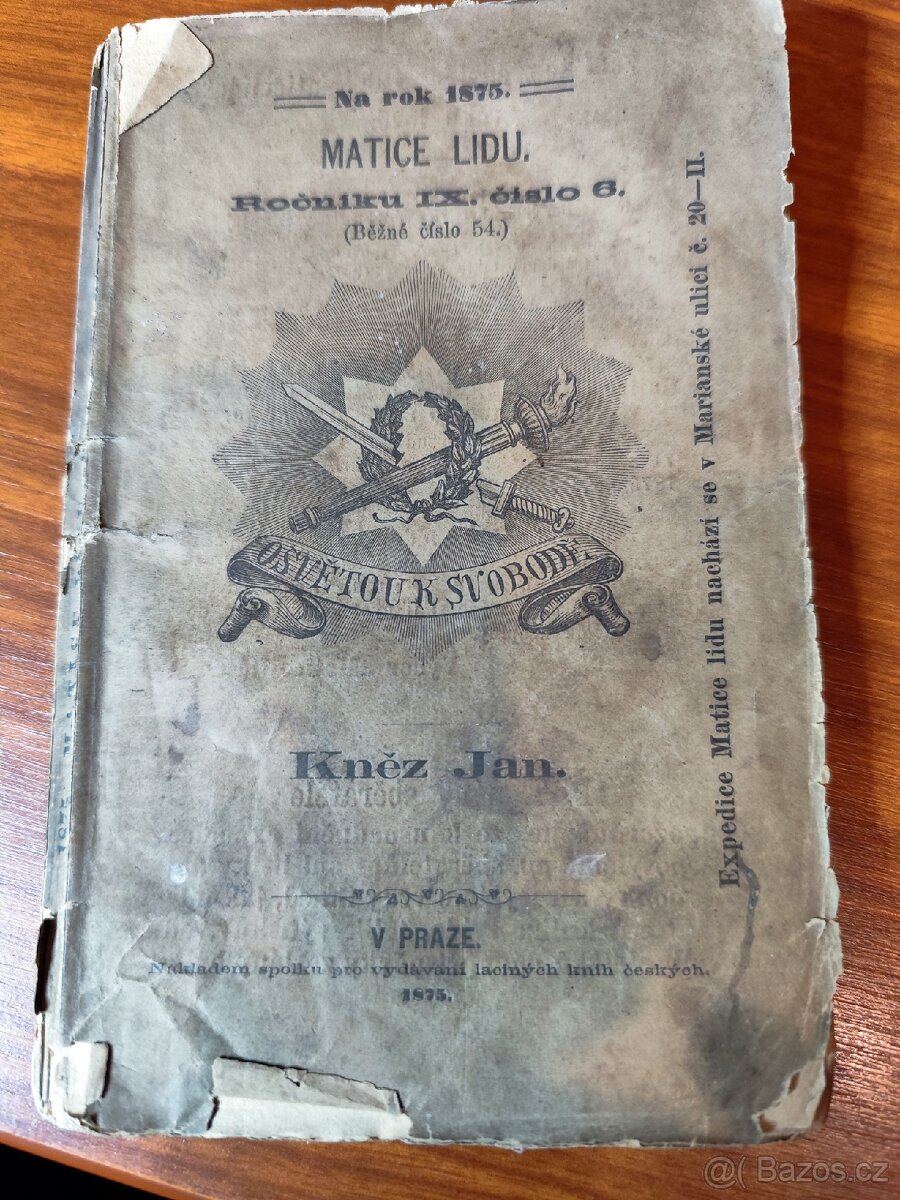 Na rok 1875.
MATICE LIDU.
Ročníku IX. číslo 6.
(Běžné číslo 54.)
OSVĚTOU K SVOBODĚ
Kněz Jan.
V PRAZE.
Nákladem spolku pro vydávání laciných knih českých.
1875.
Expedice Matice lidu nachází se v Marianské ulici č. 20—II.
1875.
@( Bazos.cz